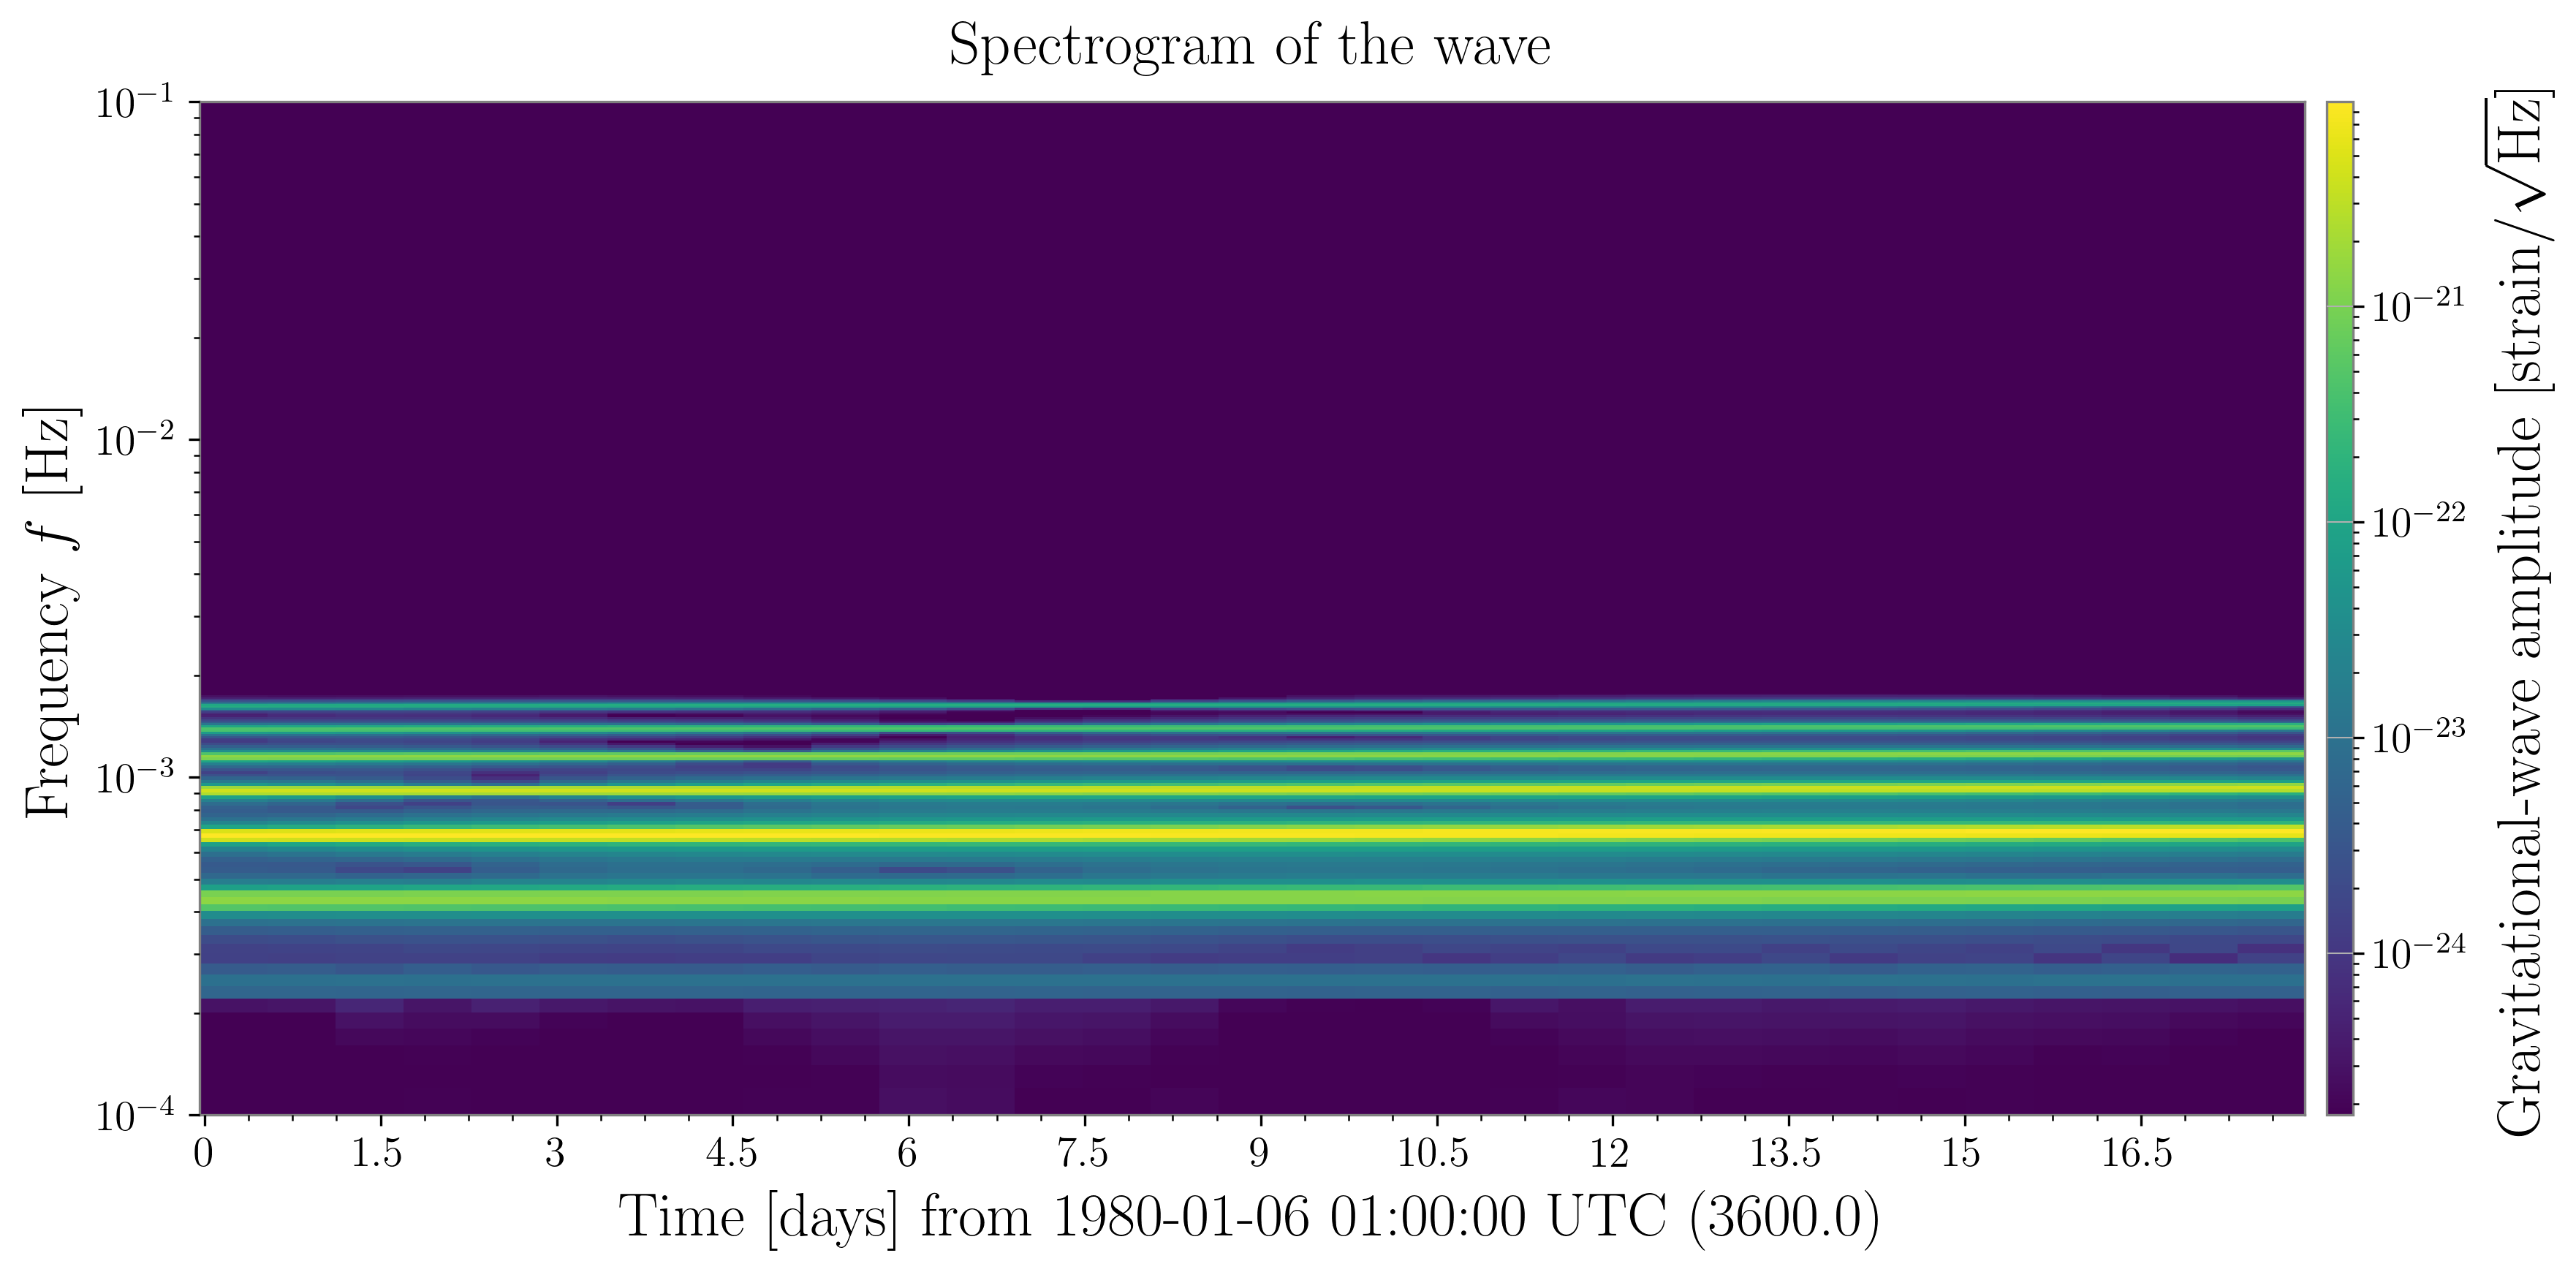 Spectrogram of the wave
Frequency f [Hz]
10⁻¹
10⁻²
10⁻³
10⁻⁴
0 1.5 3 4.5 6 7.5 9 10.5 12 13.5 15 16.5
Time [days] from 1980-01-06 01:00:00 UTC (3600.0)
10⁻²¹
10⁻²²
10⁻²³
10⁻²⁴
Gravitational-wave amplitude [strain/√Hz]